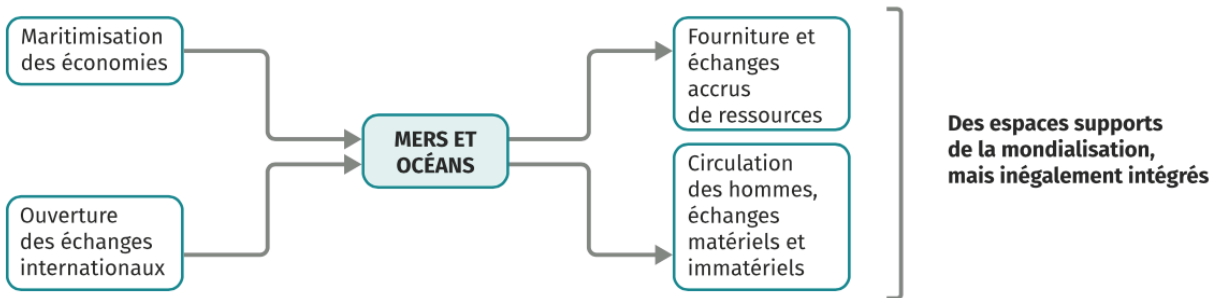 Maritimisation
des économies
Ouverture
des échanges
internationaux
MERS ET
OCÉANS
Fourniture et
échanges
accrus
de ressources
Circulation
des hommes,
échanges
matériels et
immatériels
Des espaces supports
de la mondialisation,
mais inégalement intégrés